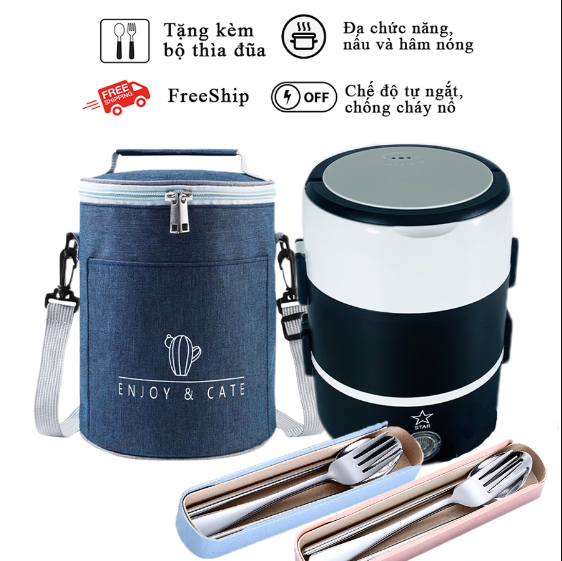 Tặng kèm
bộ thìa đũa
Đa chức năng,
nấu và hâm nóng
FREE
SHIPPING
FreeShip
OFF
Chế độ tự ngắt,
chống cháy nổ
ENJOY & CATE
STAR